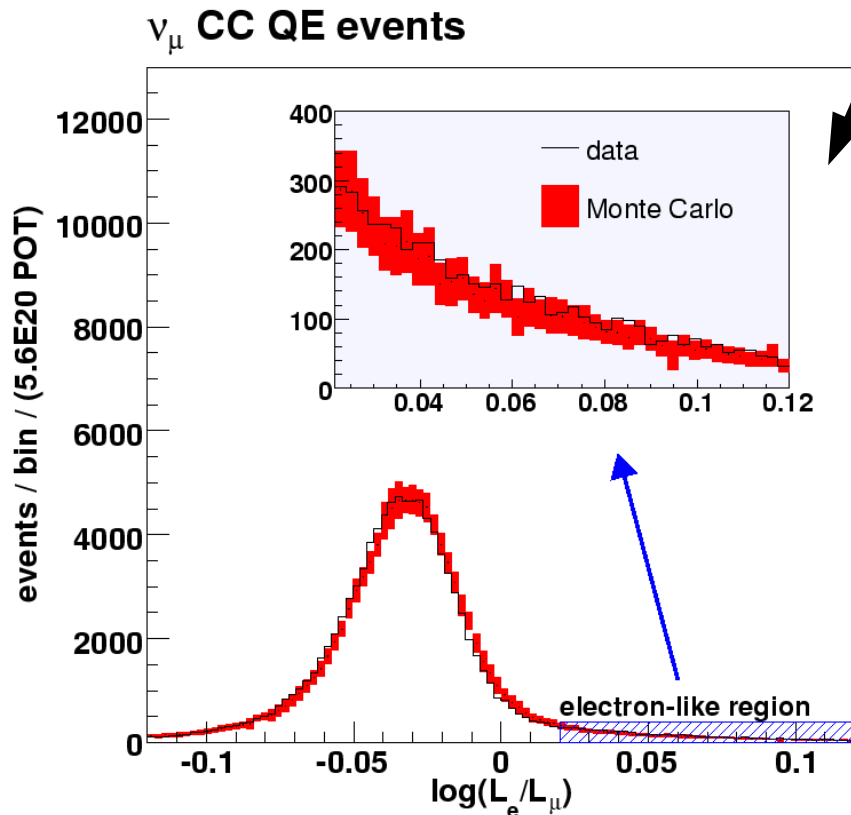 νμ CC QE events
events / bin / (5.6E20 POT)
12000
10000
8000
6000
4000
2000
0
400
300
200
100
0
data
Monte Carlo
0.04 0.06 0.08 0.1 0.12
electron-like region
-0.1 -0.05 0 0.05 0.1
log(Le/Lμ)